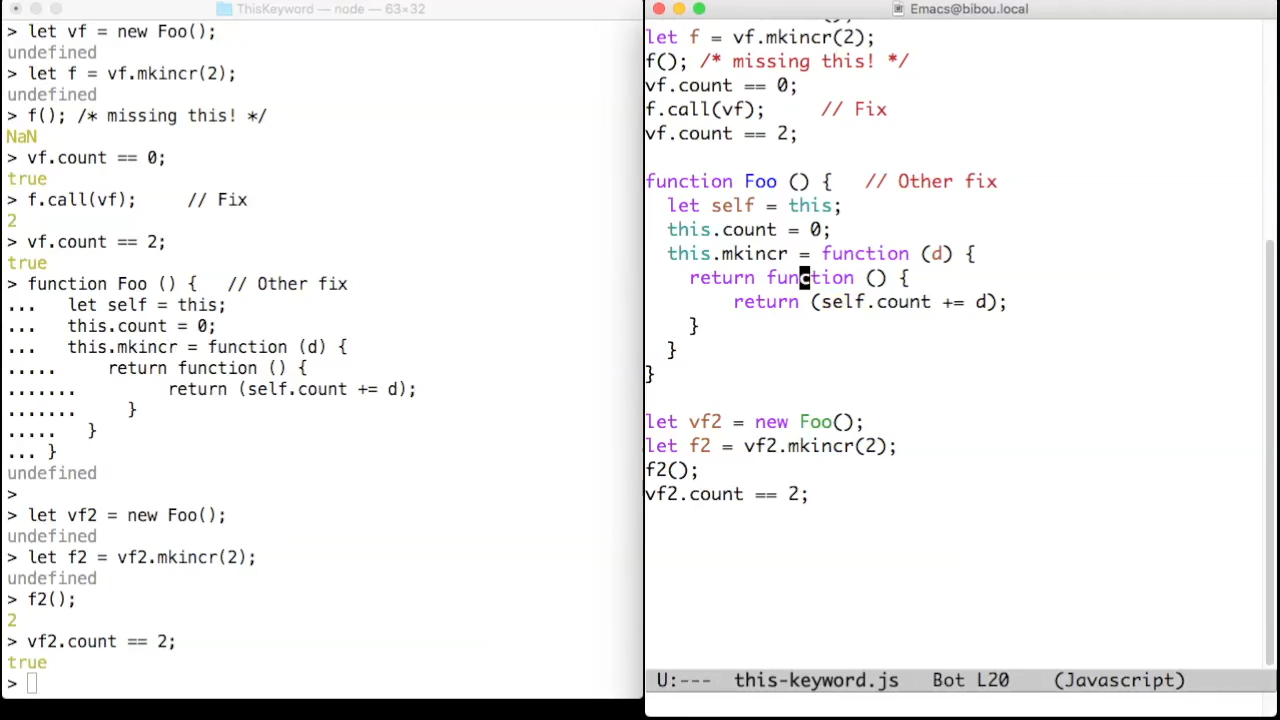 ThisKeyword — node — 63×32
> let vf = new Foo();
undefined
> let f = vf.mkincr(2);
undefined
> f(); /* missing this! */
NaN
> vf.count == 0;
true
> f.call(vf);     // Fix
2
> vf.count == 2;
true
> function Foo () {   // Other fix
...   let self = this;
...   this.count = 0;
...   this.mkincr = function (d) {
.....   return function () {
.......         return (self.count += d);
.......     }
.....   }
... }
undefined
>
> let vf2 = new Foo();
undefined
> let f2 = vf2.mkincr(2);
undefined
> f2();
2
> vf2.count == 2;
true
>
Emacs@bibou.local
let f = vf.mkincr(2);
f(); /* missing this! */
vf.count == 0;
f.call(vf);     // Fix
vf.count == 2;
function Foo () {   // Other fix
  let self = this;
  this.count = 0;
  this.mkincr = function (d) {
    return function () {
        return (self.count += d);
    }
  }
}
let vf2 = new Foo();
let f2 = vf2.mkincr(2);
f2();
vf2.count == 2;
U:---  this-keyword.js   Bot L20    (Javascript)